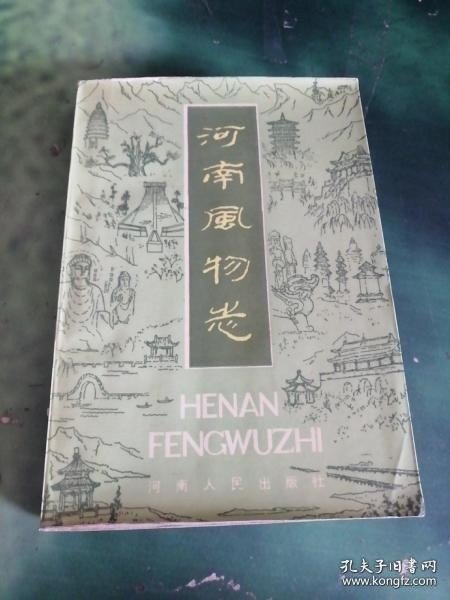 河南風物志
HENAN
FENGWUZHI
河南人民出版社
孔夫子旧书网
www.kongfz.com